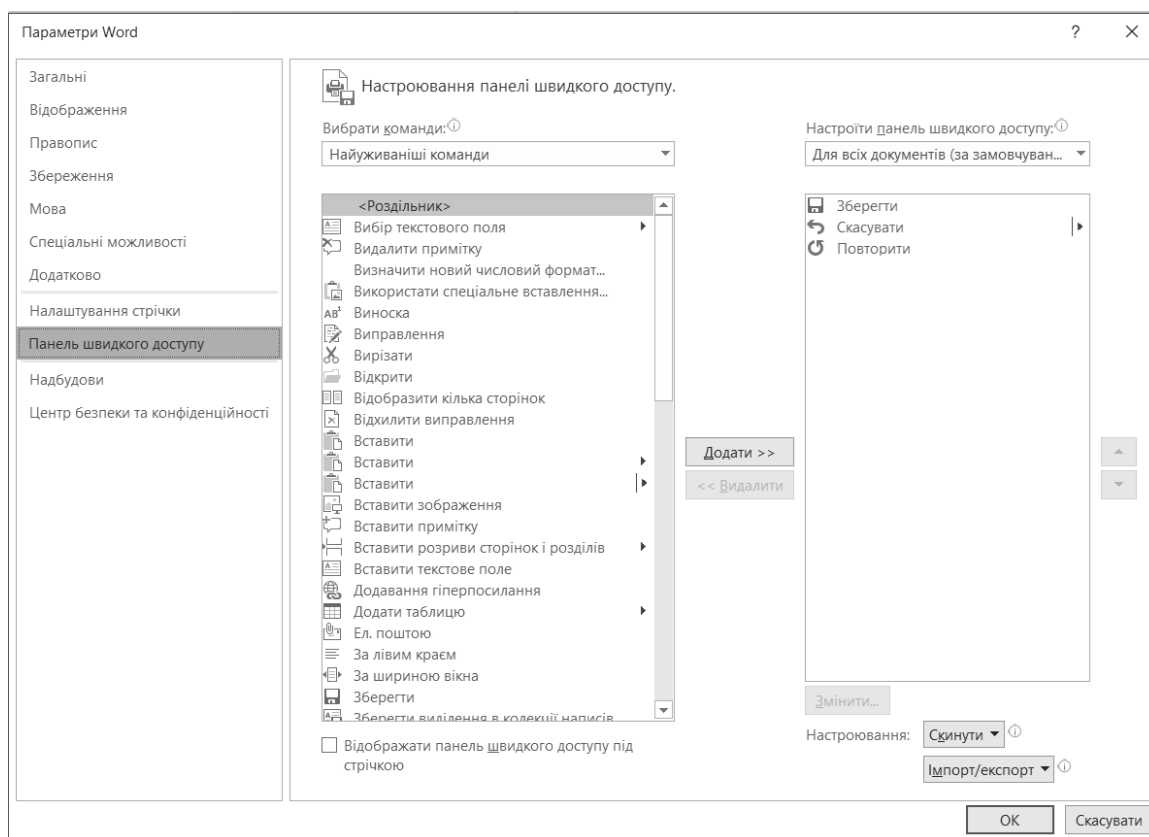 Параметри Word
?
Загальні
Відображення
Правопис
Збереження
Мова
Спеціальні можливості
Додатково
Налаштування стрічки
Панель швидкого доступу
Надбудови
Центр безпеки та конфіденційності
Настроювання панелі швидкого доступу.
Вибрати команди:
Найуживаніші команди
<Роздільник>
Вибір текстового поля
Видалити примітку
Визначити новий числовий формат...
Використати спеціальне вставлення...
Виноска
Виправлення
Вирізати
Відкрити
Відобразити кілька сторінок
Відхилити виправлення
Вставити
Вставити
Вставити
Вставити зображення
Вставити примітку
Вставити розриви сторінок і розділів
Вставити текстове поле
Додавання гіперпосилання
Додати таблицю
Ел. поштою
За лівим краєм
За шириною вікна
Зберегти
Зберегти виділення в колекції написів
Відображати панель швидкого доступу під
стрічкою
Додати >>
<< Видалити
Настроїти панель швидкого доступу:
Для всіх документів (за замовчуван...
Зберегти
Скасувати
Повторити
Змінити...
Настроювання:
Скинути
Імпорт/експорт
ОК
Скасувати